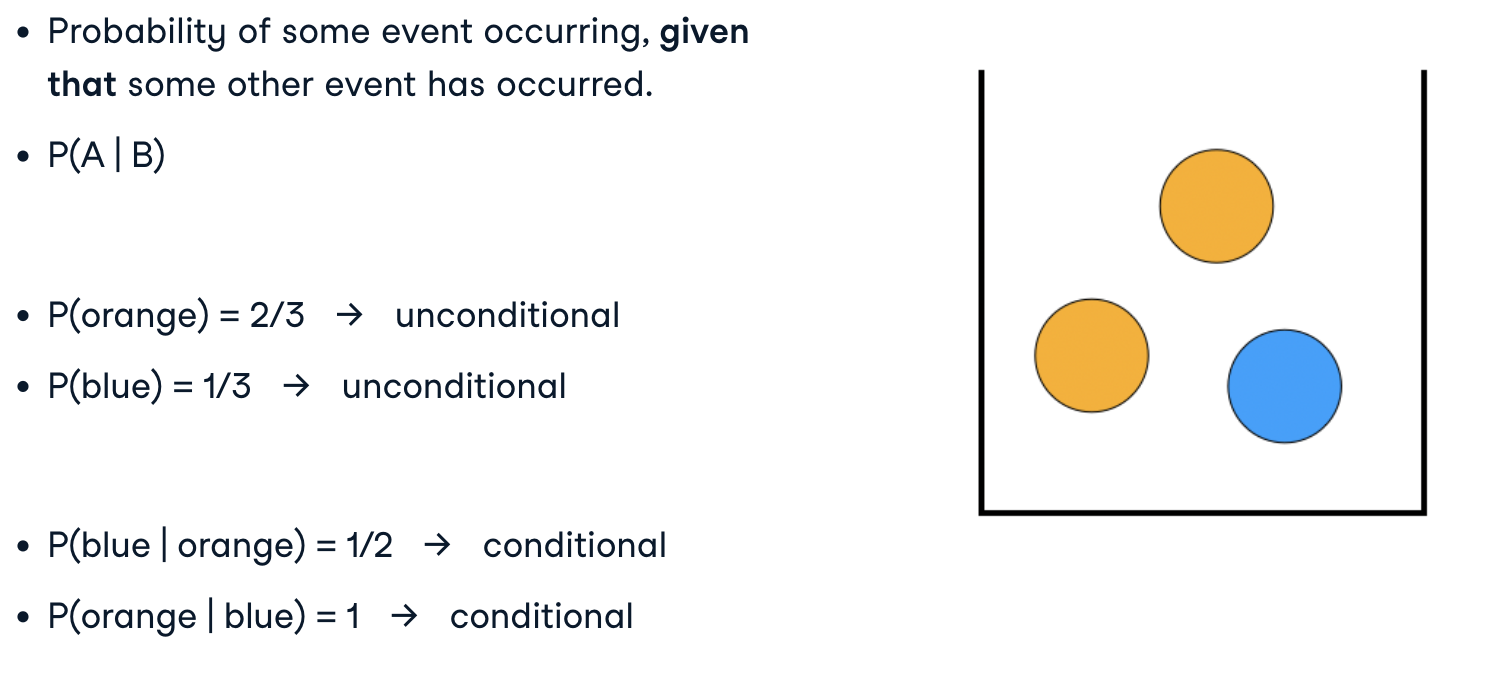 • Probability of some event occurring, given
that some other event has occurred.
• P(A | B)
• P(orange) = 2/3 → unconditional
• P(blue) = 1/3 → unconditional
• P(blue | orange) = 1/2 → conditional
• P(orange | blue) = 1 → conditional